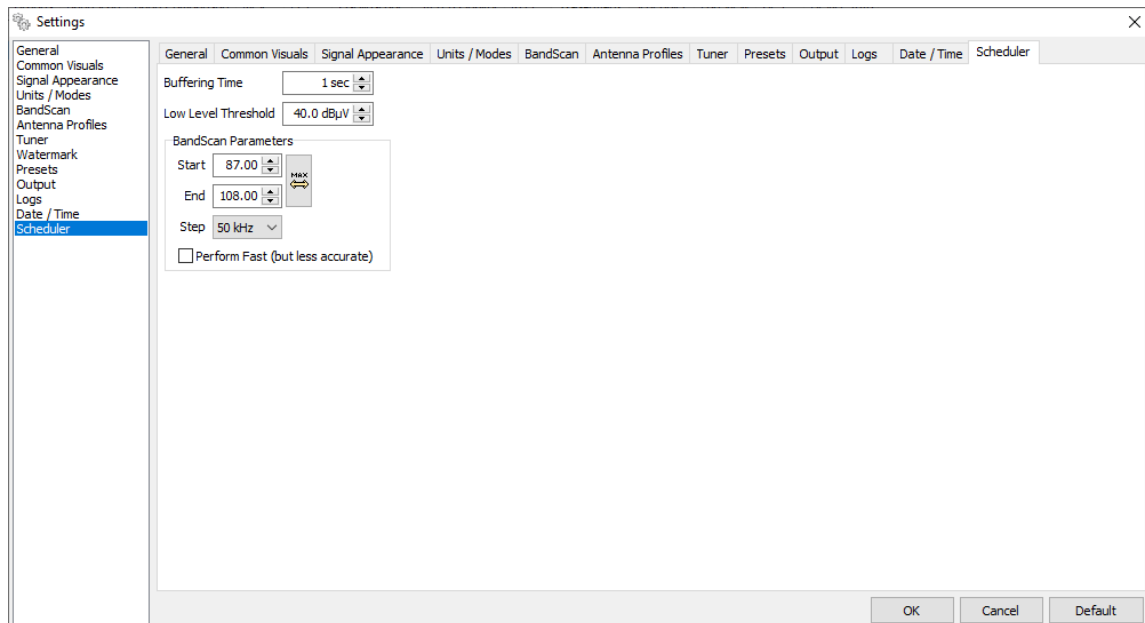 Settings
General
Common Visuals
Signal Appearance
Units / Modes
BandScan
Antenna Profiles
Tuner
Watermark
Presets
Output
Logs
Date / Time
Scheduler
General Common Visuals Signal Appearance Units / Modes BandScan Antenna Profiles Tuner Presets Output Logs Date / Time Scheduler
Buffering Time 1 sec
Low Level Threshold 40.0 dBµV
BandScan Parameters
Start 87.00
MAX
End 108.00
Step 50 kHz
Perform Fast (but less accurate)
OK Cancel Default